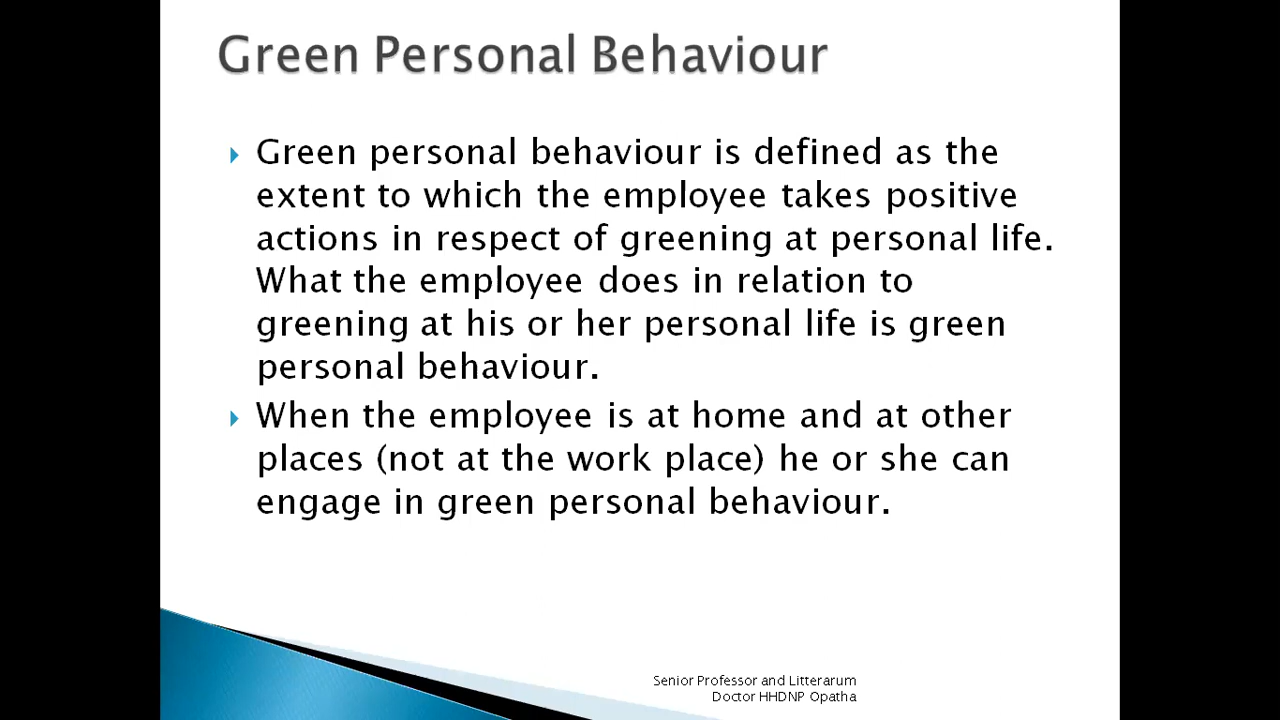 Green Personal Behaviour
Green personal behaviour is defined as the
extent to which the employee takes positive
actions in respect of greening at personal life.
What the employee does in relation to
greening at his or her personal life is green
personal behaviour.
When the employee is at home and at other
places (not at the work place) he or she can
engage in green personal behaviour.
Senior Professor and Litterarum
Doctor HHDNP Opatha